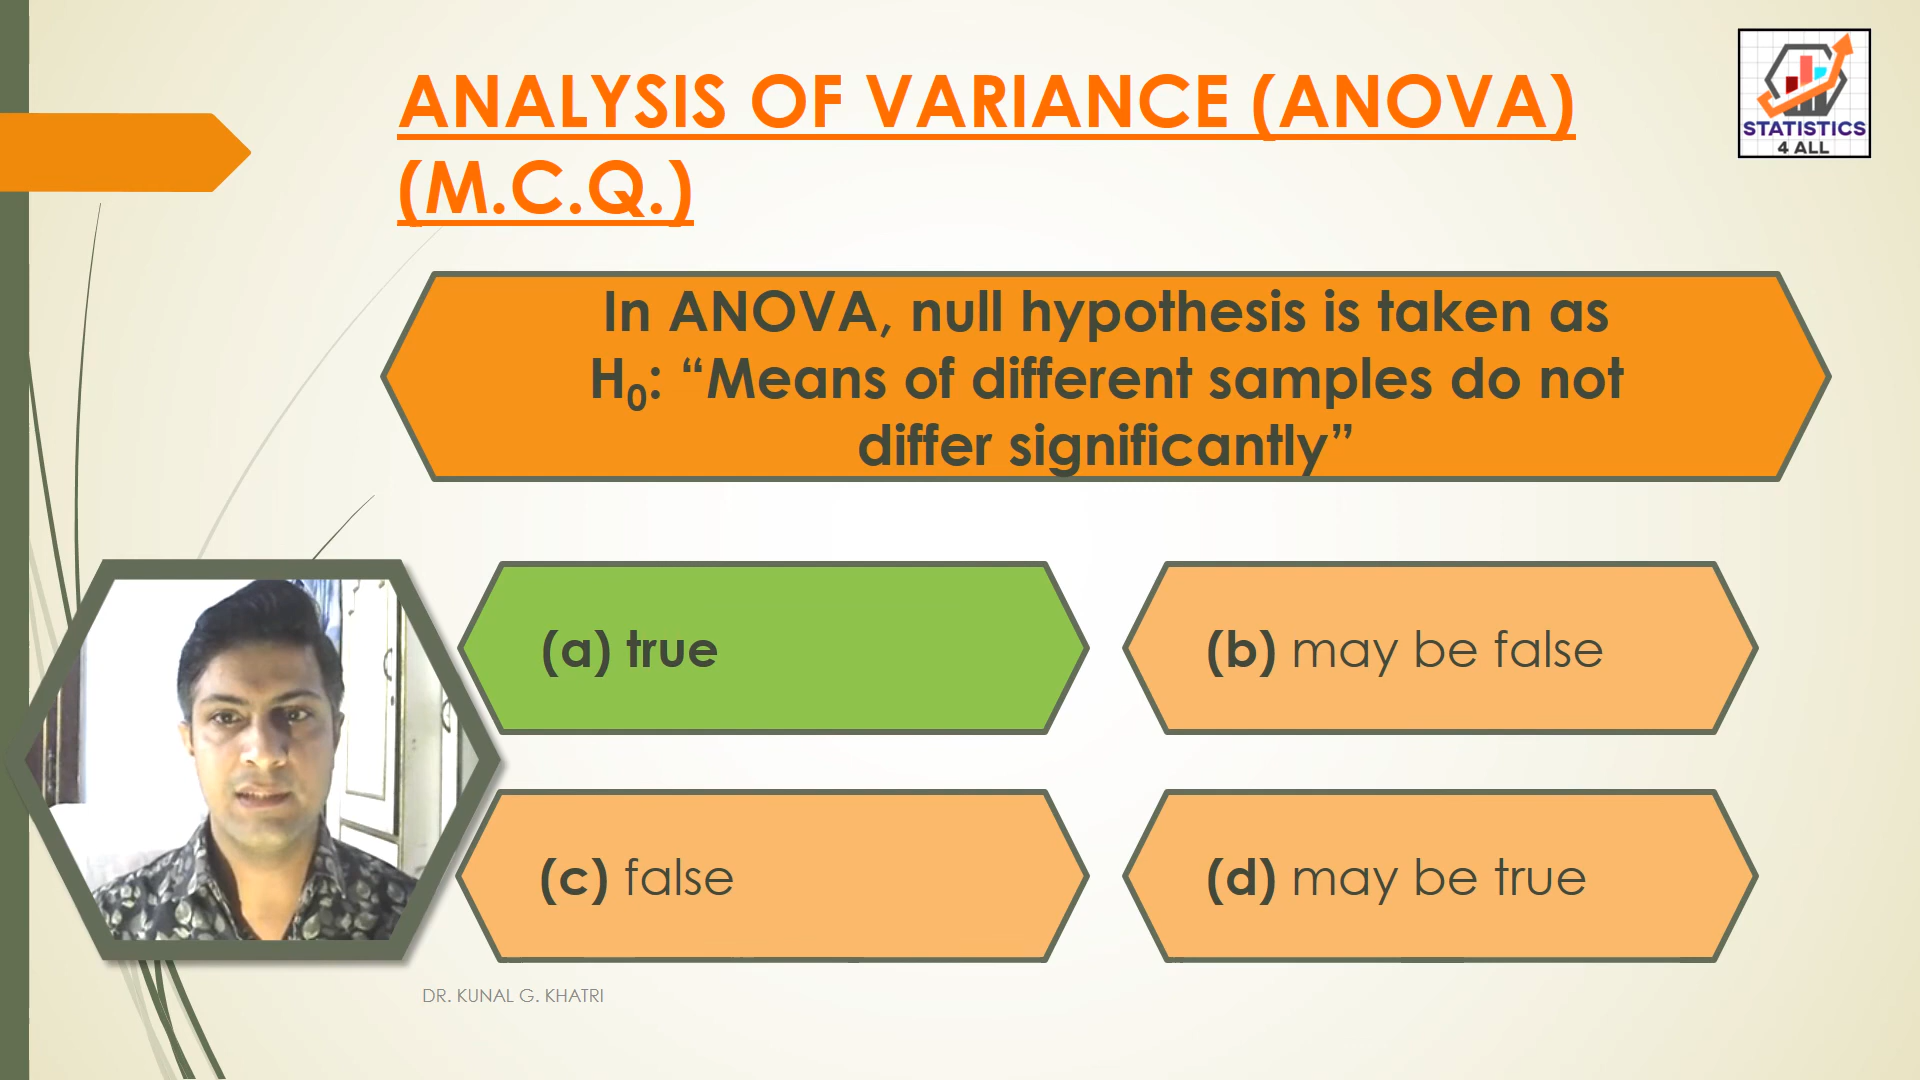 ANALYSIS OF VARIANCE (ANOVA)
(M.C.Q.)
STATISTICS
4 ALL
In ANOVA, null hypothesis is taken as
H₀: “Means of different samples do not
differ significantly”
(a) true
(b) may be false
(c) false
(d) may be true
DR. KUNAL G. KHATRI